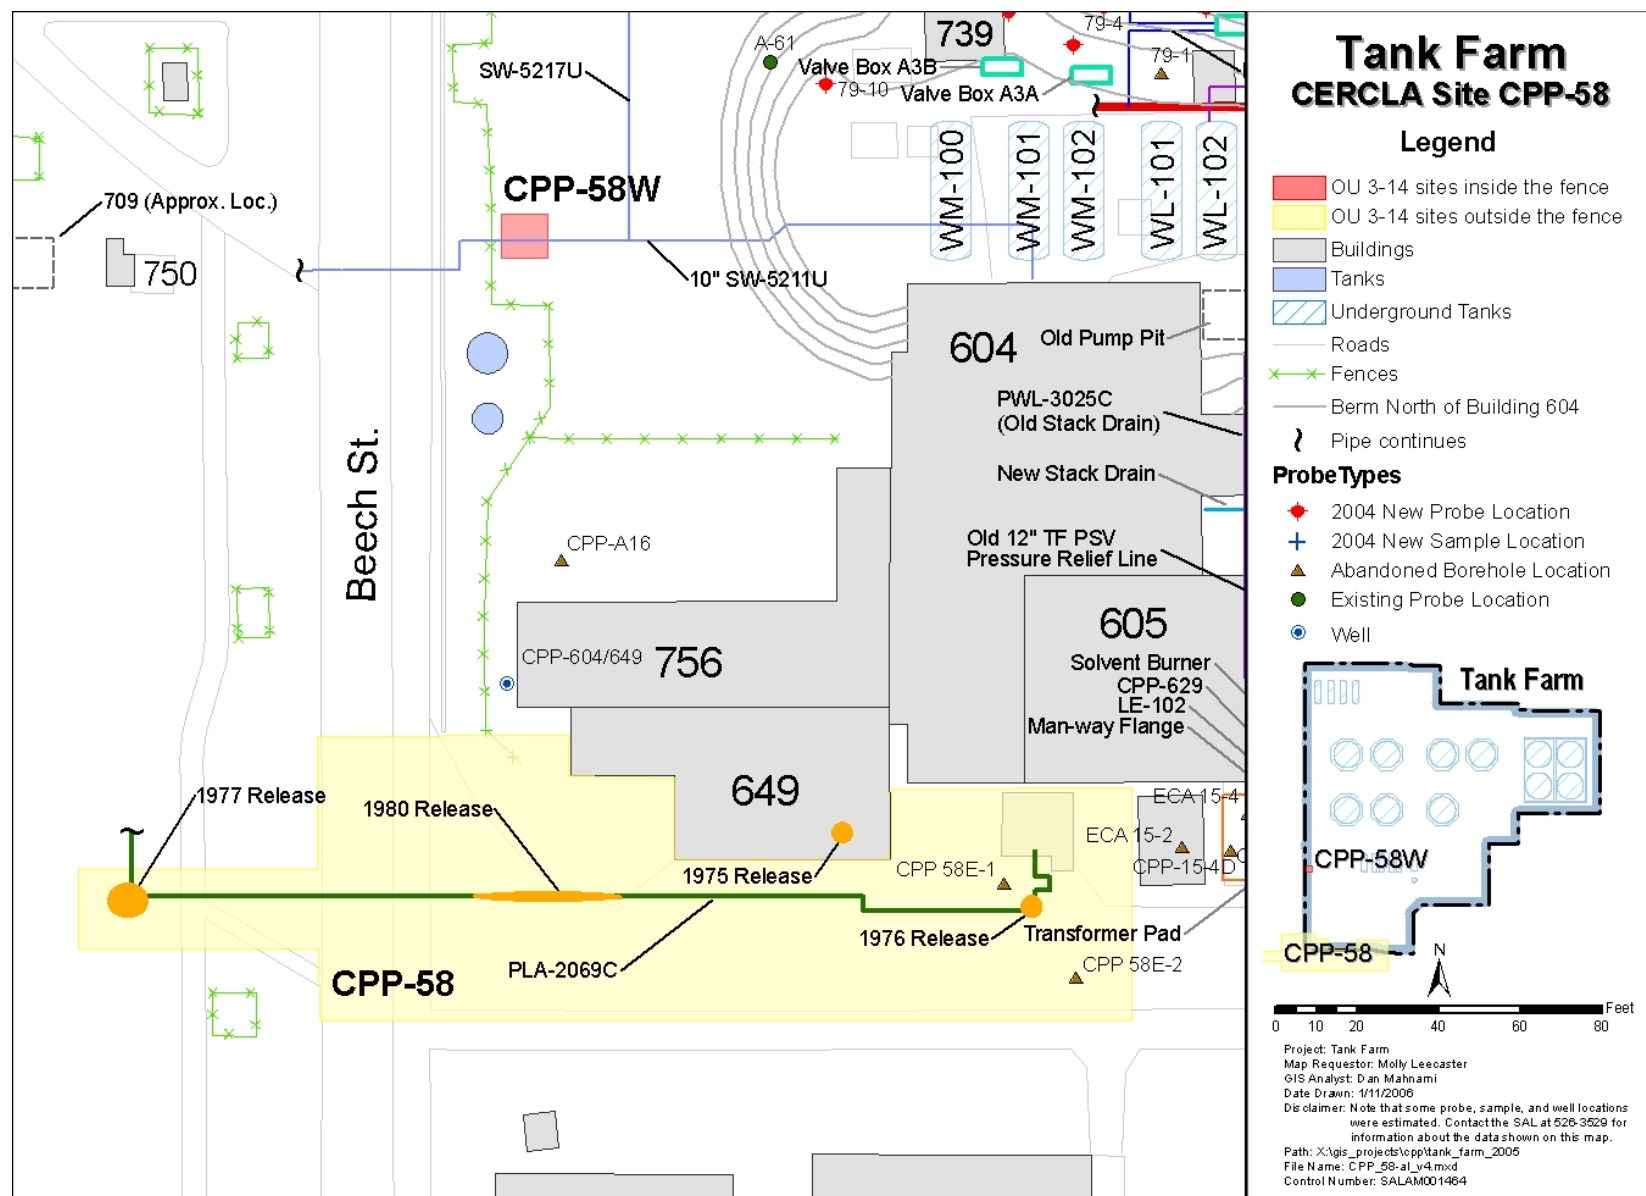 Tank Farm
CERCLA Site CPP-58
Legend
OU 3-14 sites inside the fence
OU 3-14 sites outside the fence
Buildings
Tanks
Underground Tanks
Roads
Fences
Berm North of Building 604
Pipe continues
ProbeTypes
2004 New Probe Location
2004 New Sample Location
Abandoned Borehole Location
Existing Probe Location
Well
Tank Farm
CPP-58W
CPP-58
N
Feet
0 10 20 40 60 80
Project: Tank Farm
Map Requestor: Molly Leecaster
GIS Analyst: Dan Mahnami
Date Drawn: 1/11/2006
Disclaimer: Note that some probe, sample, and well locations
were estimated. Contact the SAL at 526-3529 for
information about the data shown on this map.
Path: X:\gis_projects\cpp\tank_farm_2005
File Name: CPP_58-al_v4.mxd
Control Number: SALAM001464
739
79-4
A-61
79-1
SW-5217U
Valve Box A3B
79-10
Valve Box A3A
WM-100
WM-101
WM-102
WL-101
WL-102
CPP-58W
709 (Approx. Loc.)
750
10" SW-5211U
604
Old Pump Pit
PWL-3025C
(Old Stack Drain)
New Stack Drain
Beech St.
CPP-A16
Old 12" TF PSV
Pressure Relief Line
605
CPP-604/649
756
Solvent Burner
CPP-629
LE-102
Man-way Flange
649
1977 Release
1980 Release
ECA 15-4
ECA 15-2
CPP-15-4D
1975 Release
CPP 58E-1
1976 Release
Transformer Pad
PLA-2069C
CPP 58E-2
CPP-58